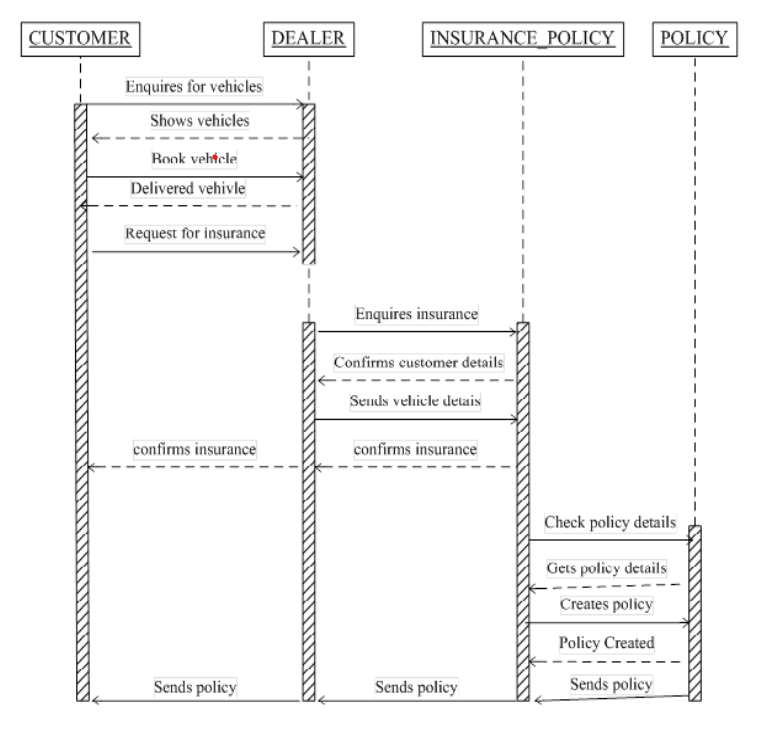 CUSTOMER
DEALER
INSURANCE_POLICY
POLICY
Enquires for vehicles
Shows vehicles
Book vehicle
Delivered vehivle
Request for insurance
Enquires insurance
Confirms customer details
Sends vehicle detais
confirms insurance
confirms insurance
Check policy details
Gets policy details
Creates policy
Policy Created
Sends policy
Sends policy
Sends policy